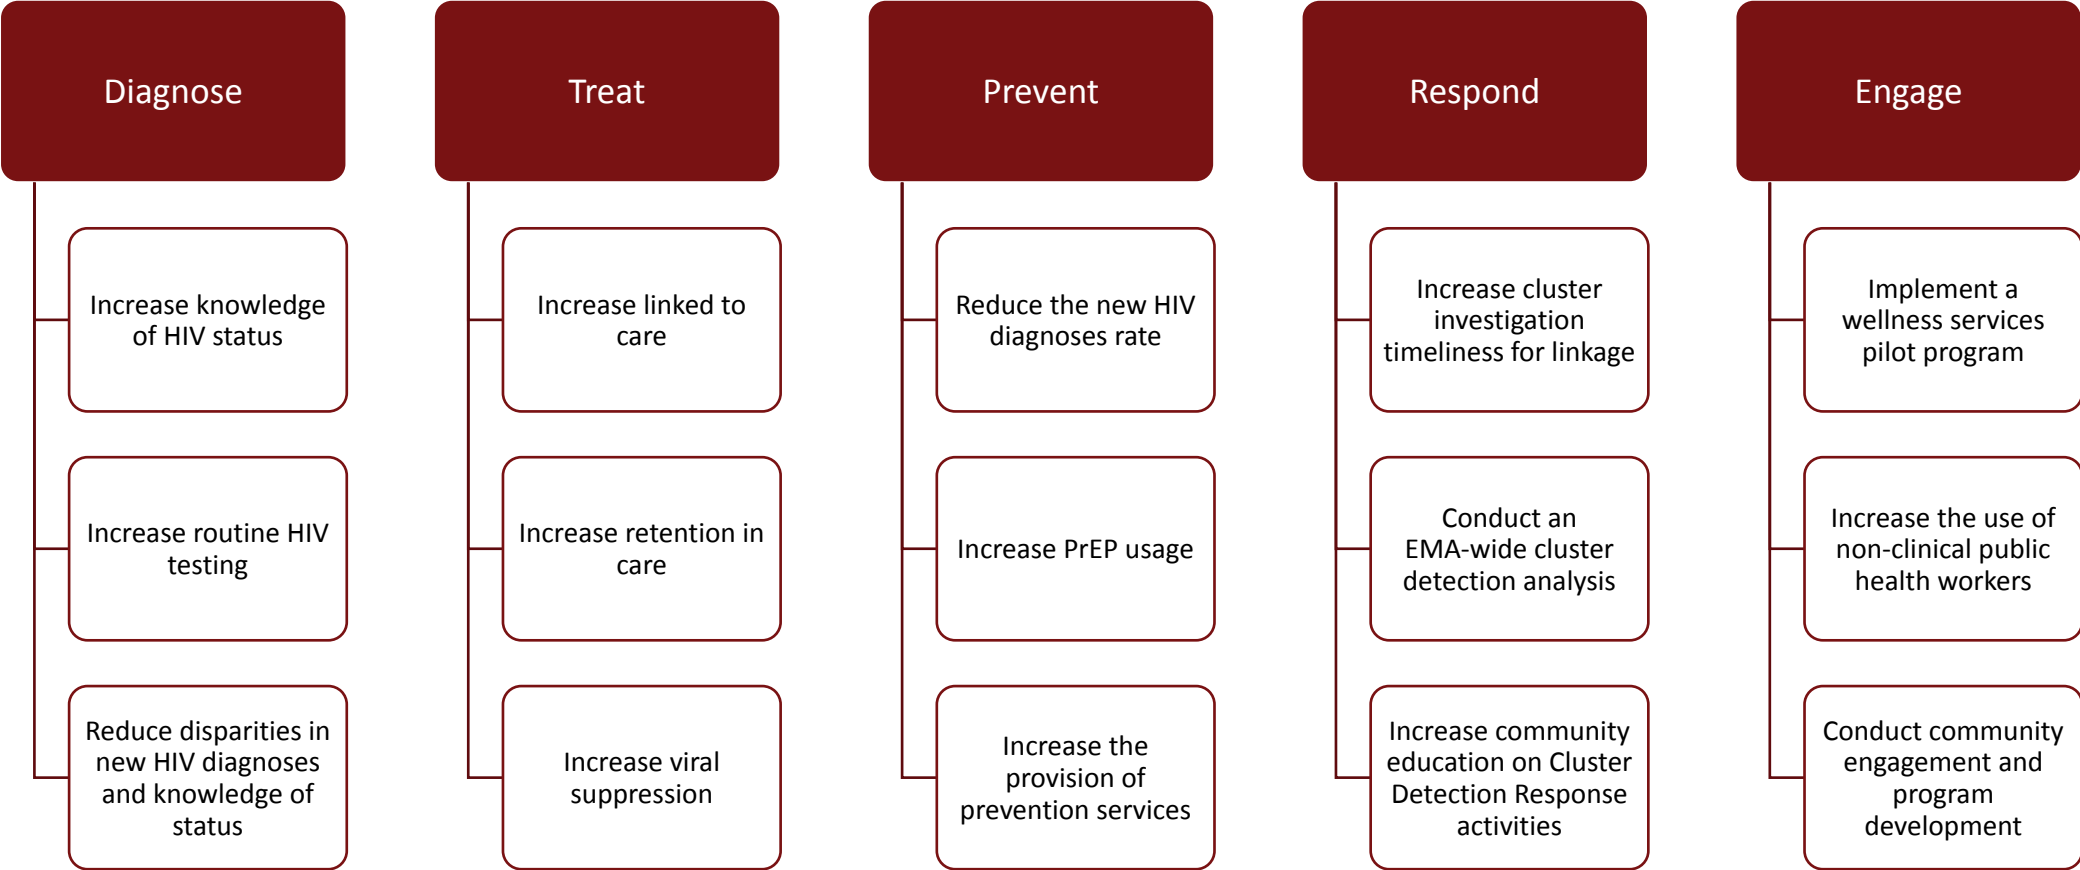 Diagnose
Increase knowledge
of HIV status
Increase routine HIV
testing
Reduce disparities in
new HIV diagnoses
and knowledge of
status
Treat
Increase linked to
care
Increase retention in
care
Increase viral
suppression
Prevent
Reduce the new HIV
diagnoses rate
Increase PrEP usage
Increase the
provision of
prevention services
Respond
Increase cluster
investigation
timeliness for linkage
Conduct an
EMA-wide cluster
detection analysis
Increase community
education on Cluster
Detection Response
activities
Engage
Implement a
wellness services
pilot program
Increase the use of
non-clinical public
health workers
Conduct community
engagement and
program
development